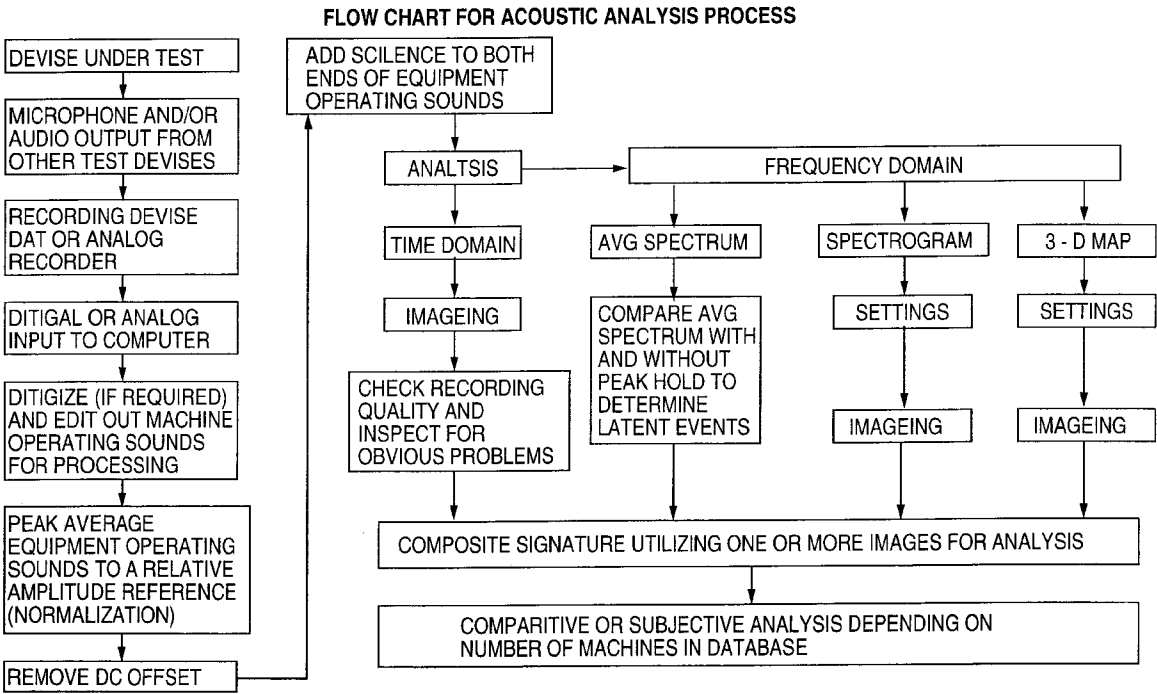 FLOW CHART FOR ACOUSTIC ANALYSIS PROCESS
DEVISE UNDER TEST
MICROPHONE AND/OR
AUDIO OUTPUT FROM
OTHER TEST DEVISES
RECORDING DEVISE
DAT OR ANALOG
RECORDER
DITIGAL OR ANALOG
INPUT TO COMPUTER
DITIGIZE (IF REQUIRED)
AND EDIT OUT MACHINE
OPERATING SOUNDS
FOR PROCESSING
PEAK AVERAGE
EQUIPMENT OPERATING
SOUNDS TO A RELATIVE
AMPLITUDE REFERENCE
(NORMALIZATION)
REMOVE DC OFFSET
ADD SCILENCE TO BOTH
ENDS OF EQUIPMENT
OPERATING SOUNDS
ANALTSIS
TIME DOMAIN
IMAGEING
CHECK RECORDING
QUALITY AND
INSPECT FOR
OBVIOUS PROBLEMS
FREQUENCY DOMAIN
AVG SPECTRUM
COMPARE AVG
SPECTRUM WITH
AND WITHOUT
PEAK HOLD TO
DETERMINE
LATENT EVENTS
SPECTROGRAM
SETTINGS
IMAGEING
3 - D MAP
SETTINGS
IMAGEING
COMPOSITE SIGNATURE UTILIZING ONE OR MORE IMAGES FOR ANALYSIS
COMPARITIVE OR SUBJECTIVE ANALYSIS DEPENDING ON
NUMBER OF MACHINES IN DATABASE